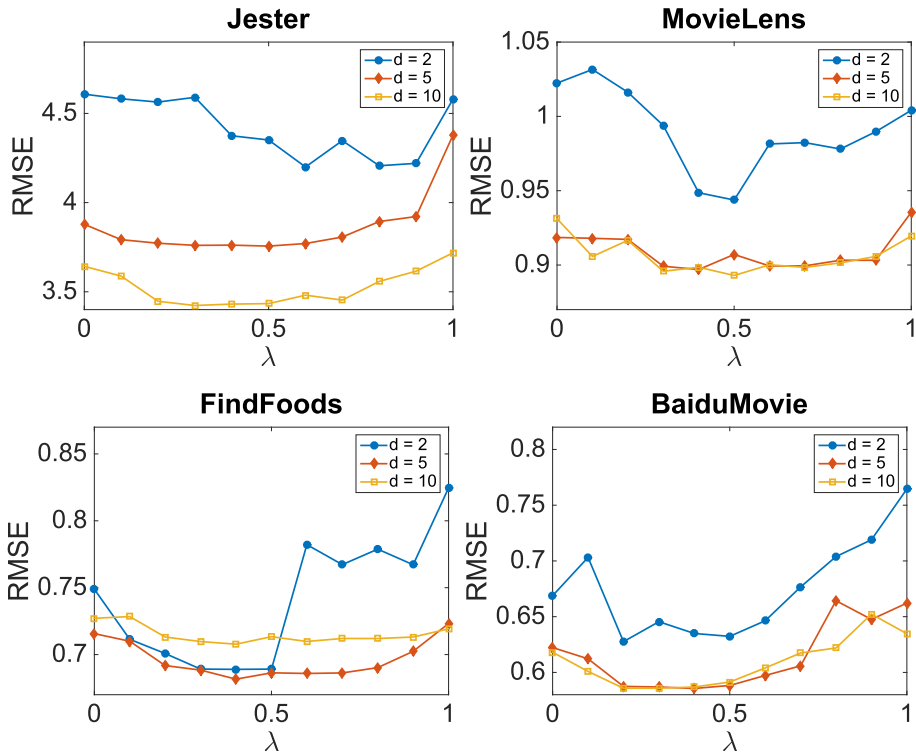 Jester
RMSE
4.5
4
3.5
0
0.5
1
λ
d = 2
d = 5
d = 10
MovieLens
RMSE
1.05
1
0.95
0.9
0
0.5
1
λ
d = 2
d = 5
d = 10
FindFoods
RMSE
0.85
0.8
0.75
0.7
0
0.5
1
λ
d = 2
d = 5
d = 10
BaiduMovie
RMSE
0.8
0.75
0.7
0.65
0.6
0
0.5
1
λ
d = 2
d = 5
d = 10